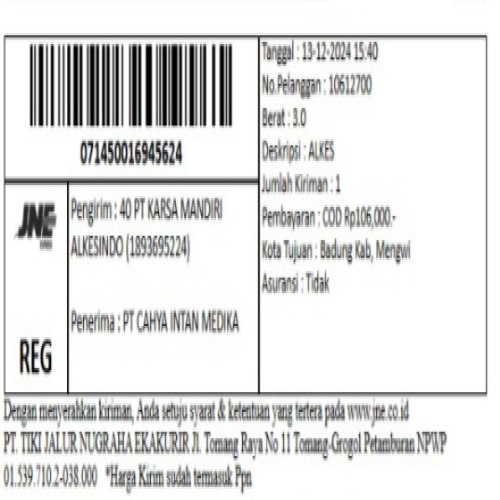 071450016945624
JNE
REG
Pengirim : 40 PT KARSA MANDIRI
ALKESINDO (1893695224)
Penerima : PT CAHYA INTAN MEDIKA
Tanggal : 13-12-2024 15:40
No.Pelanggan : 10612700
Berat : 3.0
Deskripsi : ALKES
Jumlah Kiriman : 1
Pembayaran : COD Rp106,000.-
Kota Tujuan : Badung Kab, Mengwi
Asuransi : Tidak
Dengan menyerahkan kiriman, Anda setuju syarat & ketentuan yang tertera pada www.jne.co.id
PT. TIKI JALUR NUGRAHA EKAKURIR Jl. Tomang Raya No 11 Tomang-Grogol Petamburan NPWP
01.539.710.2-038.000 *Harga Kirim sudah termasuk Ppn